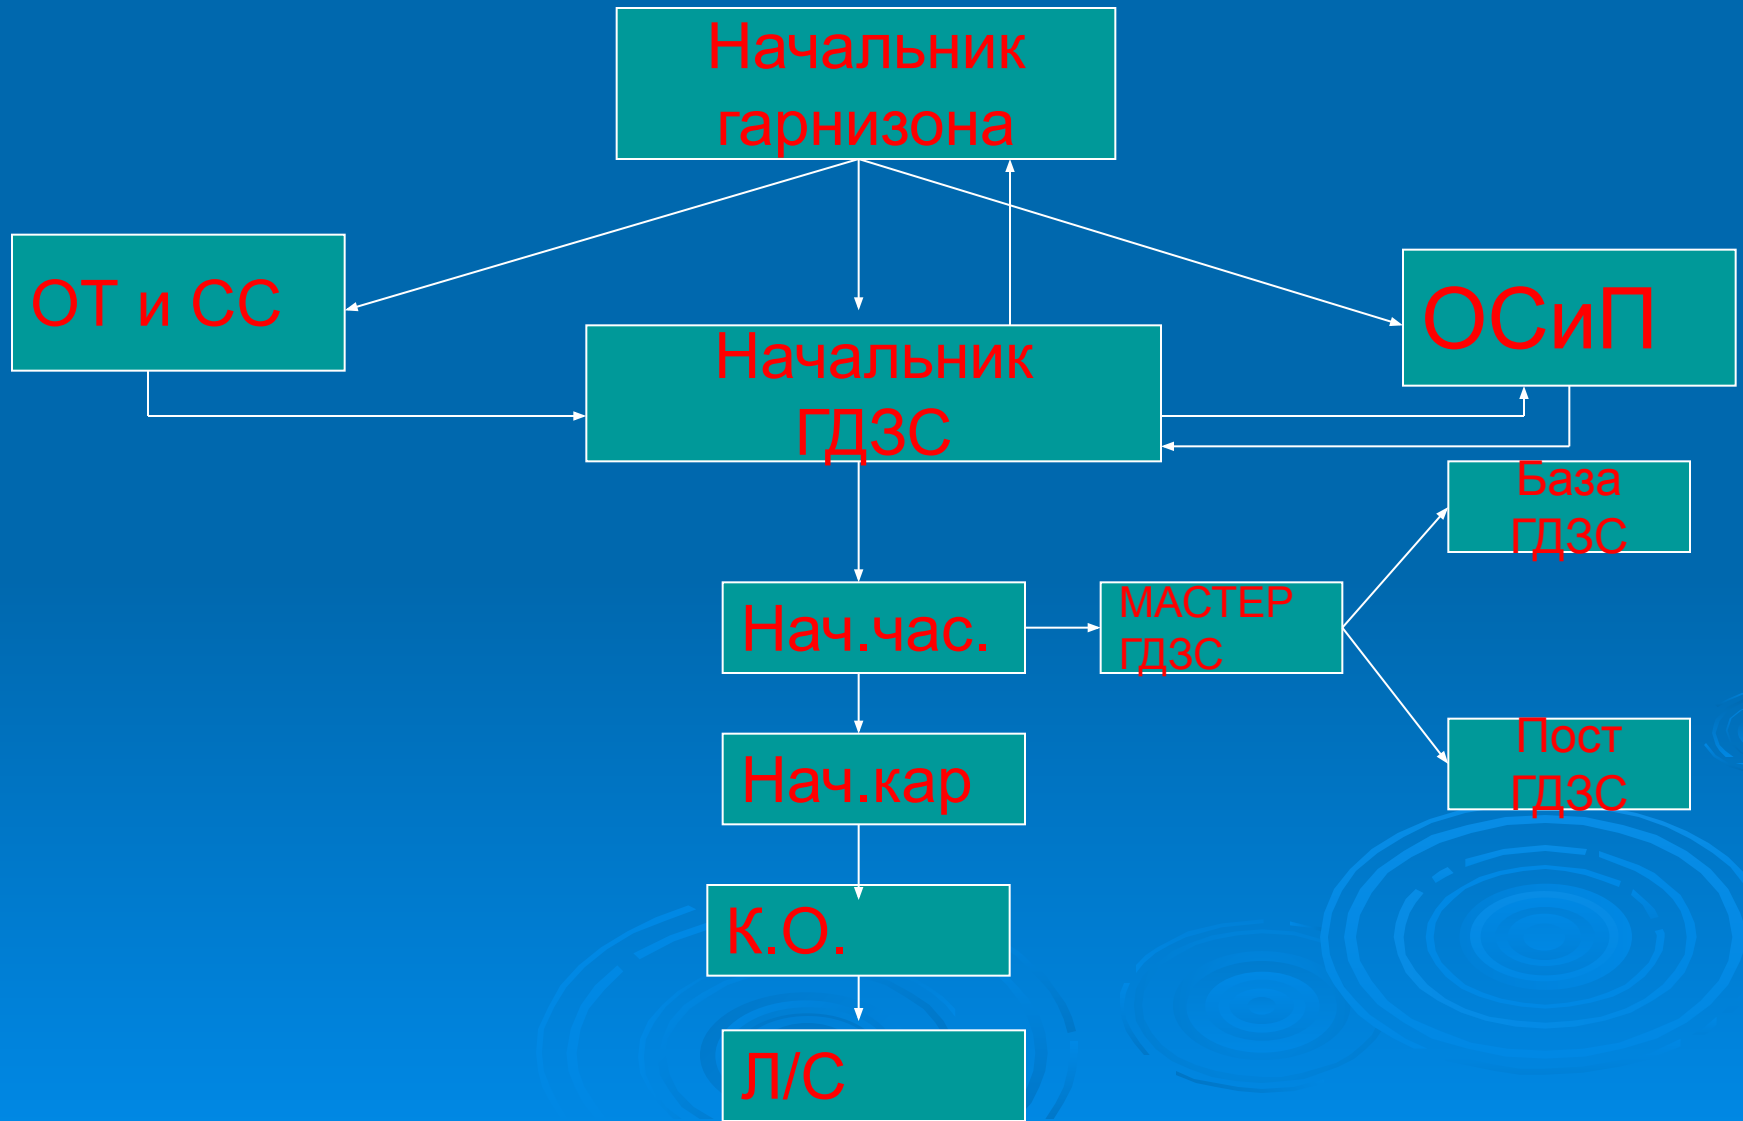 Начальник
гарнизона
ОТ и СС
ОСиП
Начальник
ГДЗС
База
ГДЗС
Нач.час.
МАСТЕР
ГДЗС
Нач.кар
Пост
ГДЗС
К.О.
Л/С